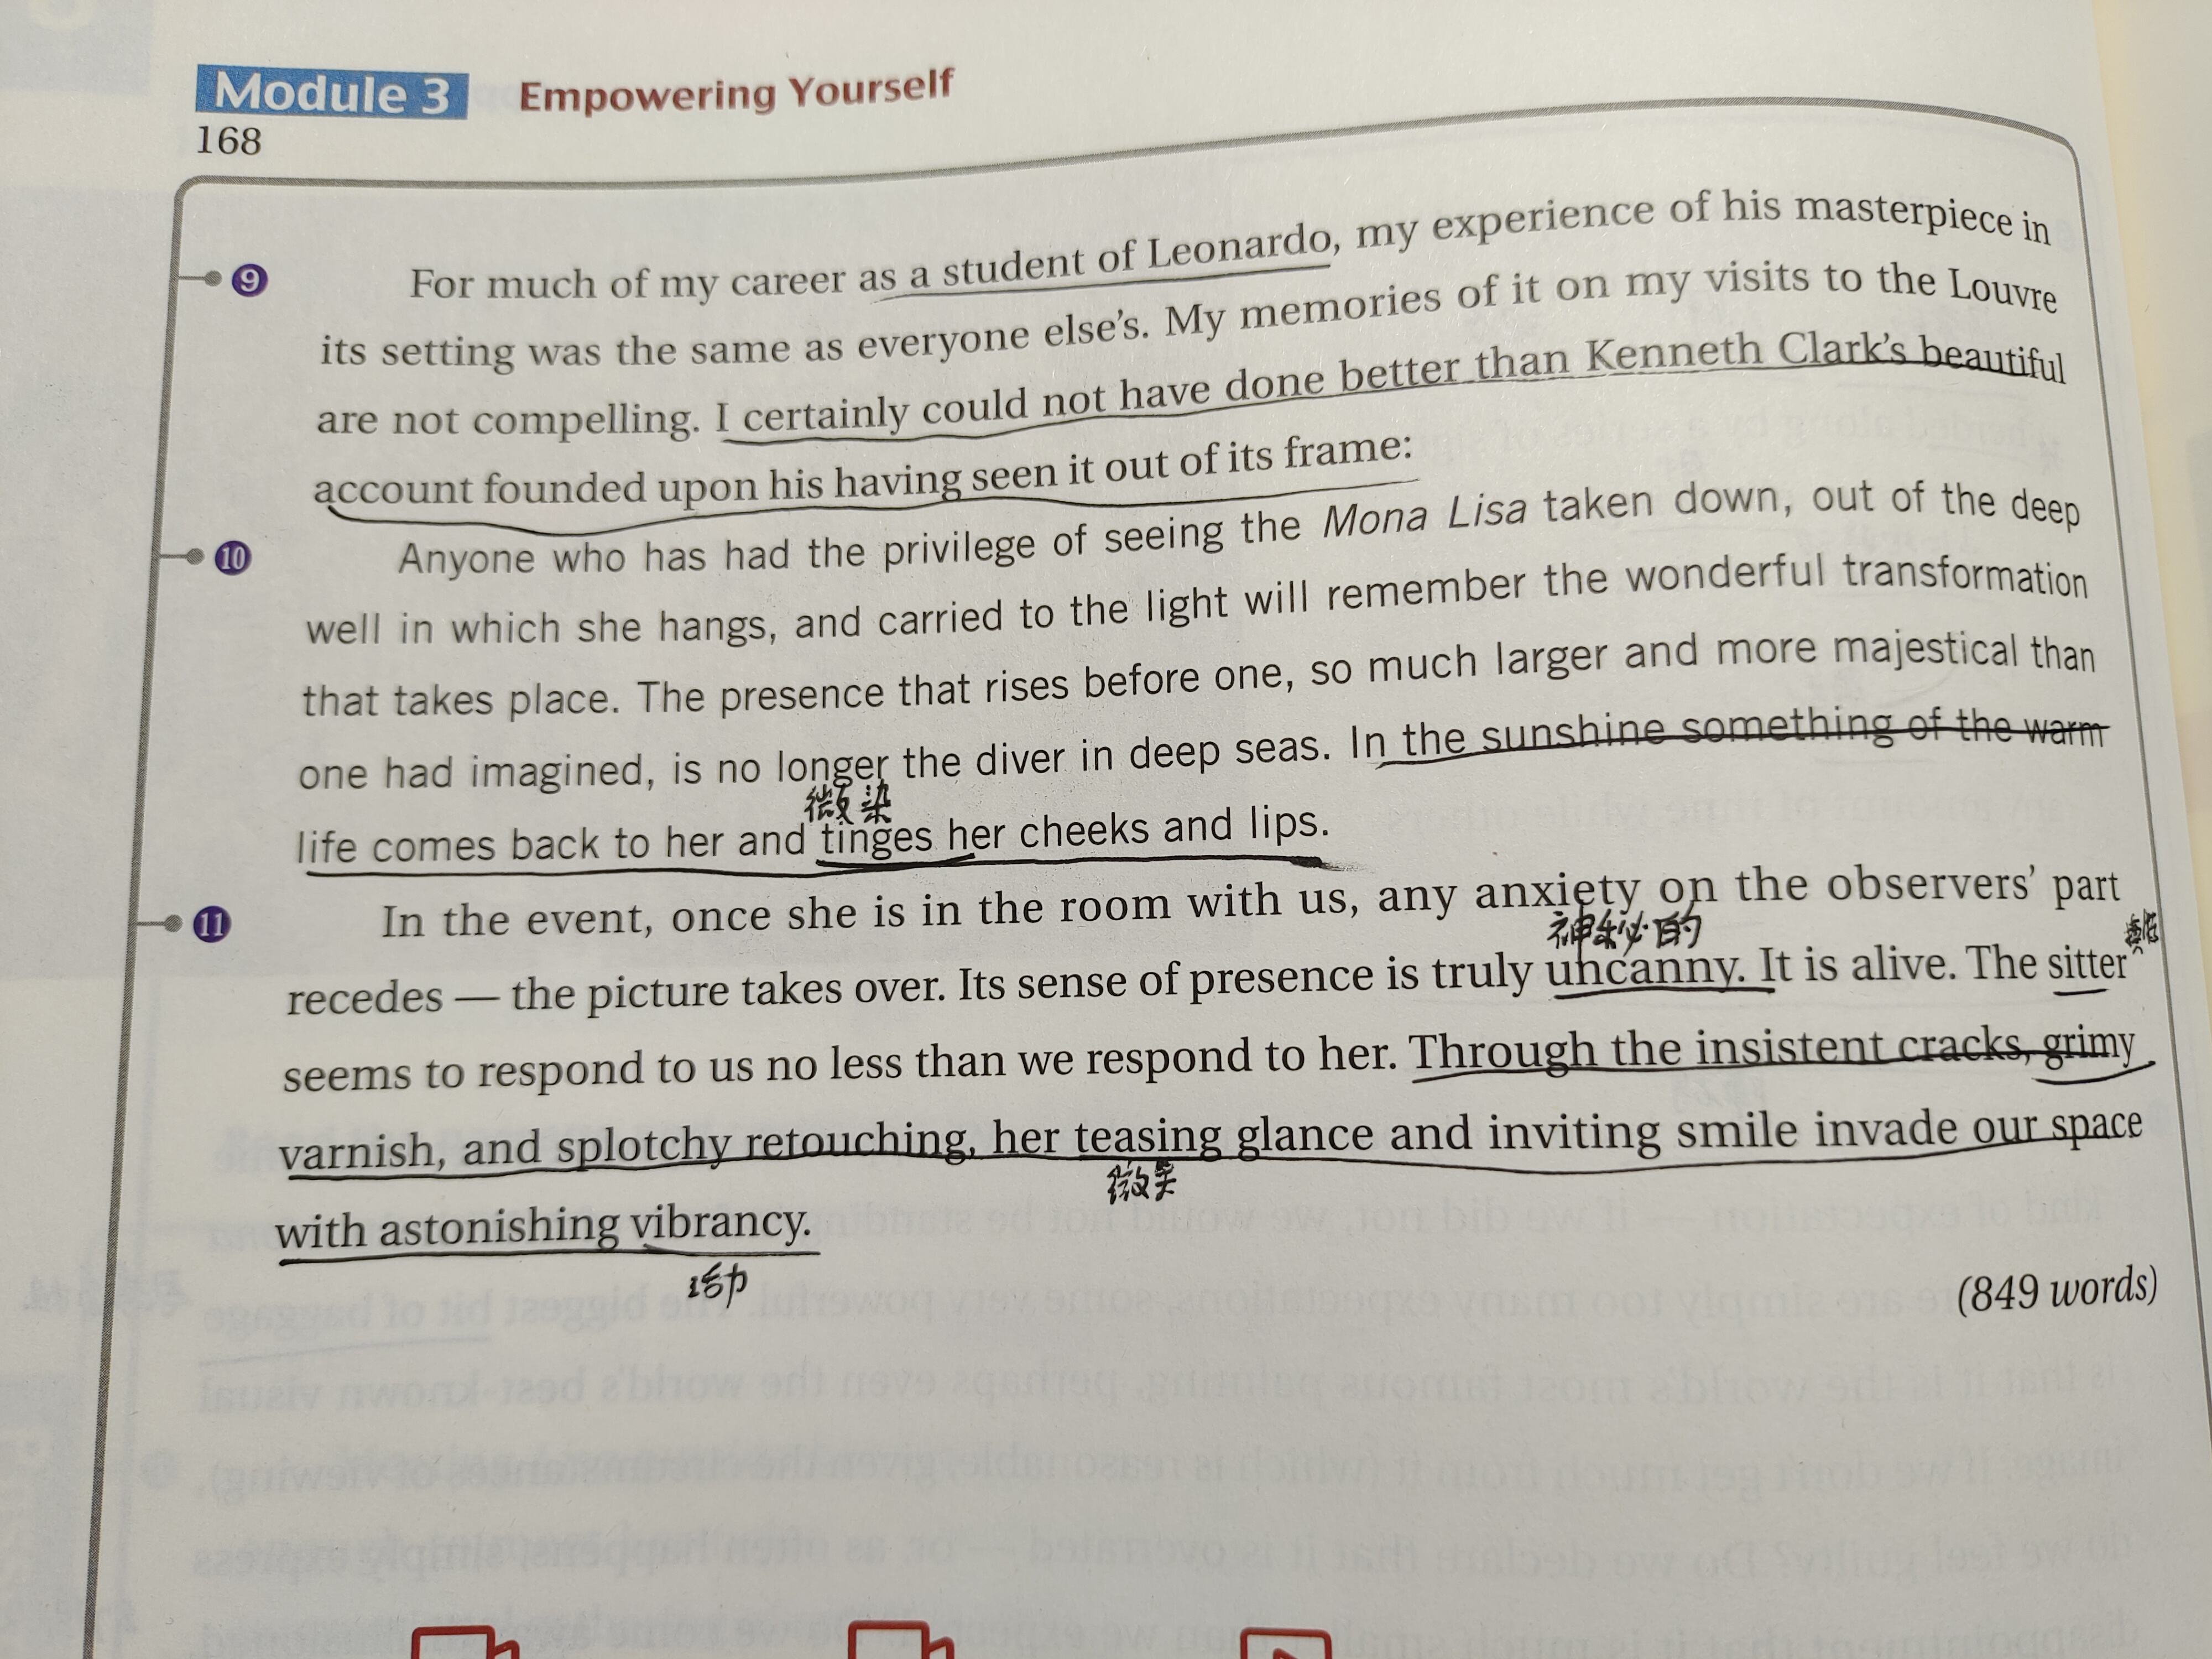 Module 3 Empowering Yourself
168
9 For much of my career as a student of Leonardo, my experience of his masterpiece in
its setting was the same as everyone else's. My memories of it on my visits to the Louvre
are not compelling. I certainly could not have done better than Kenneth Clark's beautiful
account founded upon his having seen it out of its frame:
10 Anyone who has had the privilege of seeing the Mona Lisa taken down, out of the deep
well in which she hangs, and carried to the light will remember the wonderful transformation
that takes place. The presence that rises before one, so much larger and more majestical than
one had imagined, is no longer the diver in deep seas. In the sunshine something of the warm
微染
life comes back to her and tinges her cheeks and lips.
11 In the event, once she is in the room with us, any anxiety on the observers' part
神秘的
recedes — the picture takes over. Its sense of presence is truly uncanny. It is alive. The sitter
seems to respond to us no less than we respond to her. Through the insistent cracks, grimy
varnish, and splotchy retouching, her teasing glance and inviting smile invade our space
微笑
with astonishing vibrancy.
活力
(849 words)